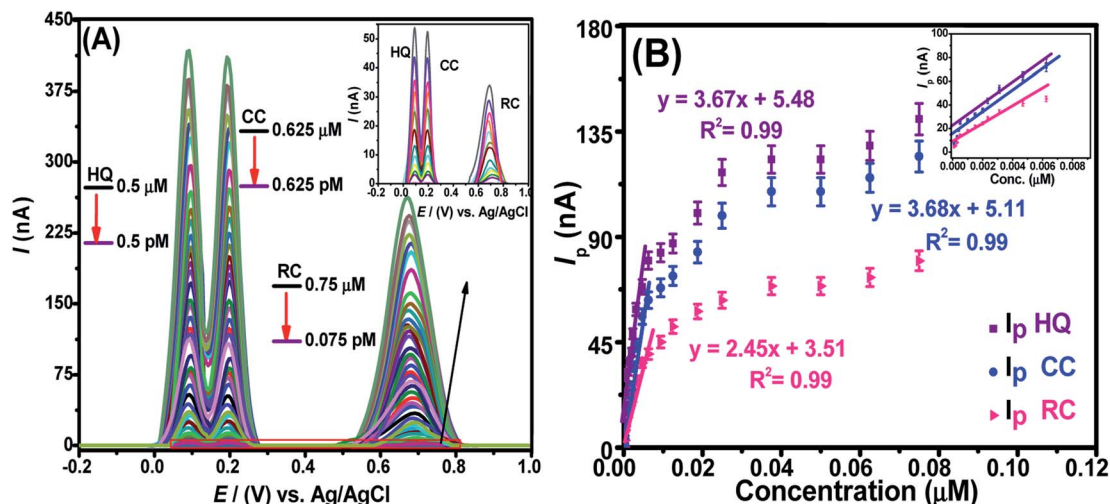 (A)
450
375
300
225
150
75
0
I (nA)
-0.2 0.0 0.2 0.4 0.6 0.8 1.0
E / (V) vs. Ag/AgCl
HQ
0.5 µM
0.5 pM
CC
0.625 µM
0.625 pM
RC
0.75 µM
0.075 pM
50
40
30
20
10
0
I (nA)
HQ
CC
RC
-0.2 0.0 0.2 0.4 0.6 0.8 1.0
E / (V) vs. Ag/AgCl
(B)
180
135
90
45
0
Ip (nA)
0.00 0.02 0.04 0.06 0.08 0.10 0.12
Concentration (µM)
y = 3.67x + 5.48
R²= 0.99
y = 3.68x + 5.11
R²= 0.99
y = 2.45x + 3.51
R²= 0.99
Ip HQ
Ip CC
Ip RC
100
80
60
40
20
0
Ip (nA)
0.000 0.002 0.004 0.006 0.008
Conc. (µM)